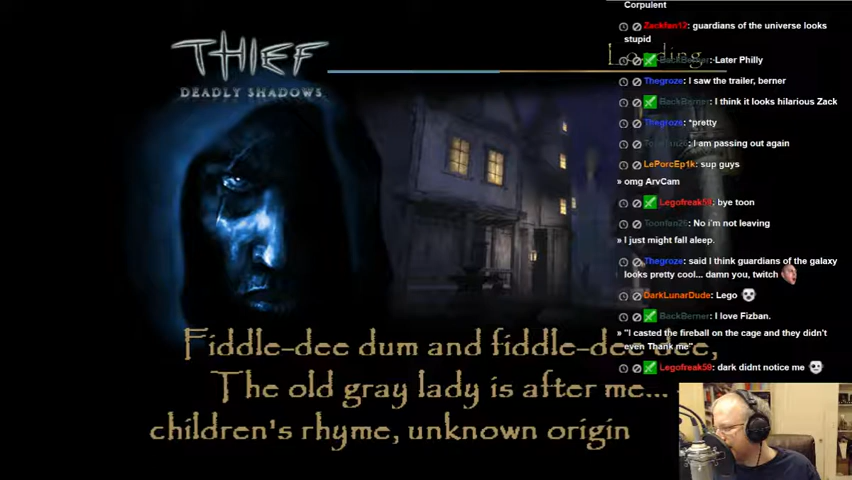 Corpulent
Zackfan12: guardians of the universe looks
stupid
THIEF
DEADLY SHADOWS
Loading
BackBerner: Later Philly
Thegroze: I saw the trailer, berner
BackBerner: I think it looks hilarious Zack
Thegroze: *pretty
Toonfan26: I am passing out again
LePorcEp1k: sup guys
» omg ArvCam
Legofreak59: bye toon
Toonfan26: No i'm not leaving
» I just might fall aleep.
Thegroze: said I think guardians of the galaxy
looks pretty cool... damn you, twitch
DarkLunarDude: Lego
BackBerner: I love Fizban.
» "I casted the fireball on the cage and they didn't
even Thank me"
Legofreak59: dark didnt notice me
Fiddle-dee dum and fiddle-dee dee,
The old gray lady is after me...
children's rhyme, unknown origin